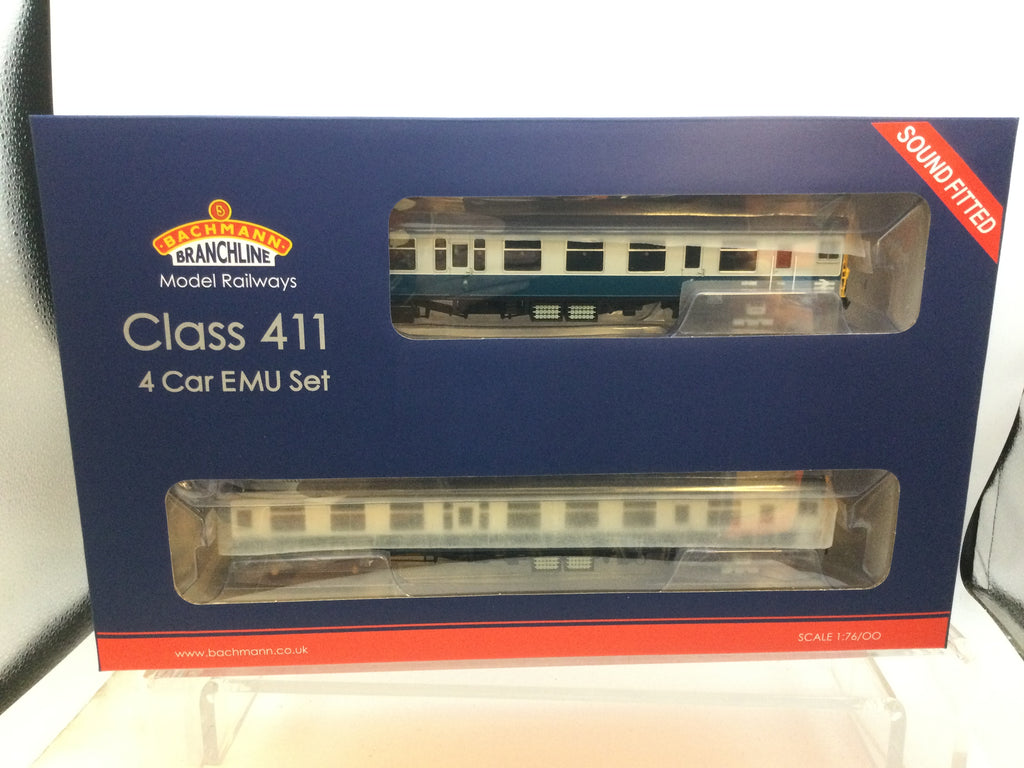 SOUND FITTED
BACHMANN
BRANCHLINE
Model Railways
Class 411
4 Car EMU Set
www.bachmann.co.uk
SCALE 1:76/OO